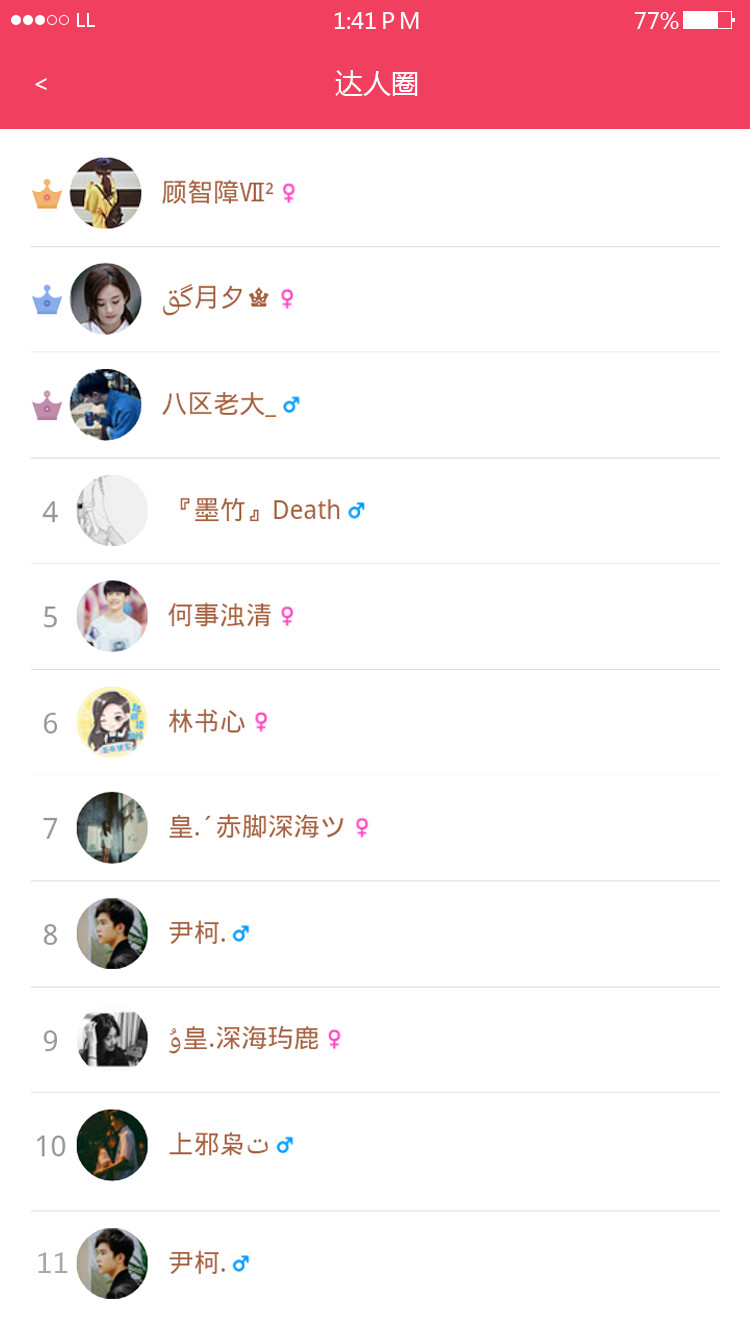 LL 1:41 PM 77%
< 达人圈
顾智障Ⅶ² ♀
گق月夕♛ ♀
八区老大_ ♂
4 『墨竹』Death ♂
5 何事浊清 ♀
6 林书心 ♀
7 皇.ˊ赤脚深海ツ ♀
8 尹柯. ♂
9 ۇ皇.深海玙鹿 ♀
10 上邪枭ت ♂
11 尹柯. ♂